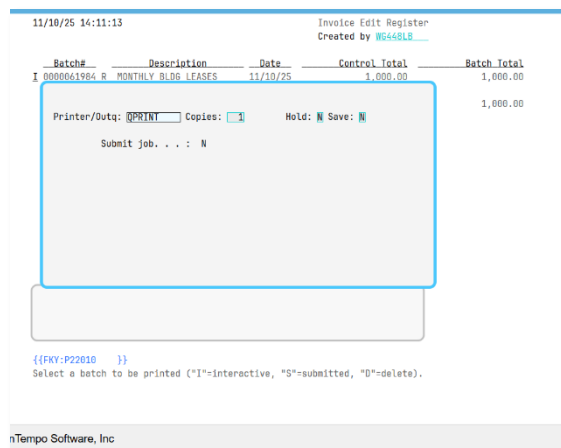 11/10/25 14:11:13 Invoice Edit Register
Created by WG448LB
Batch# Description Date Control Total Batch Total
I 0000061984 R MONTHLY BLDG LEASES 11/10/25 1,000.00 1,000.00
1,000.00
Printer/Outq: QPRINT Copies: 1 Hold: N Save: N
Submit job. . . : N
{{FKY:P22010 }}
Select a batch to be printed ("I"=interactive, "S"=submitted, "D"=delete).
nTempo Software, Inc